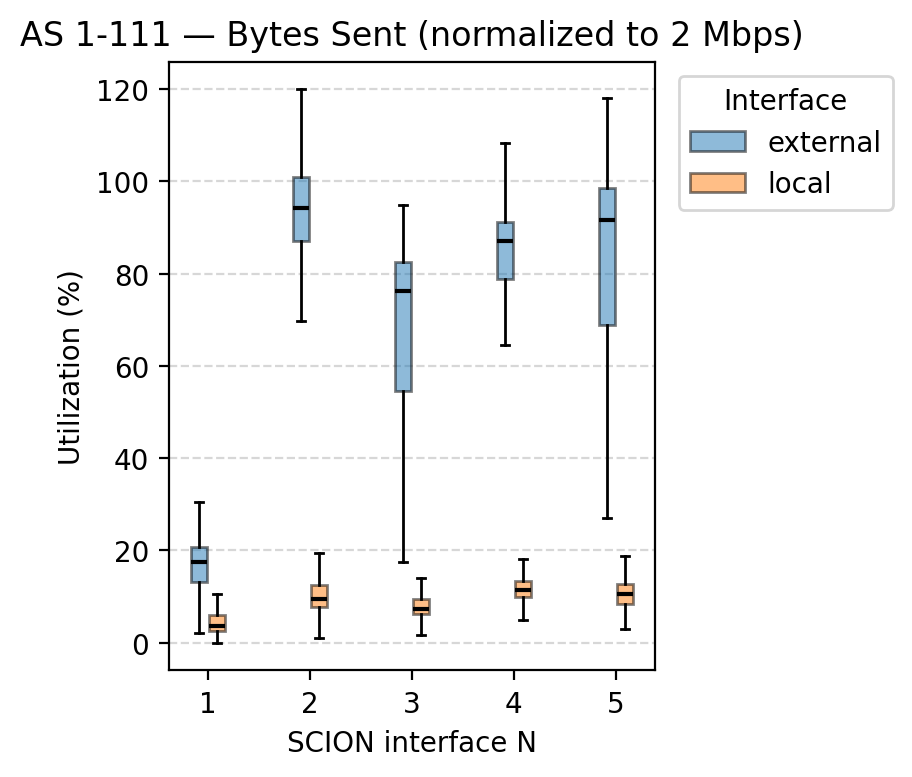 AS 1-111 — Bytes Sent (normalized to 2 Mbps)
Interface
external
local
Utilization (%)
120
100
80
60
40
20
0
1 2 3 4 5
SCION interface N